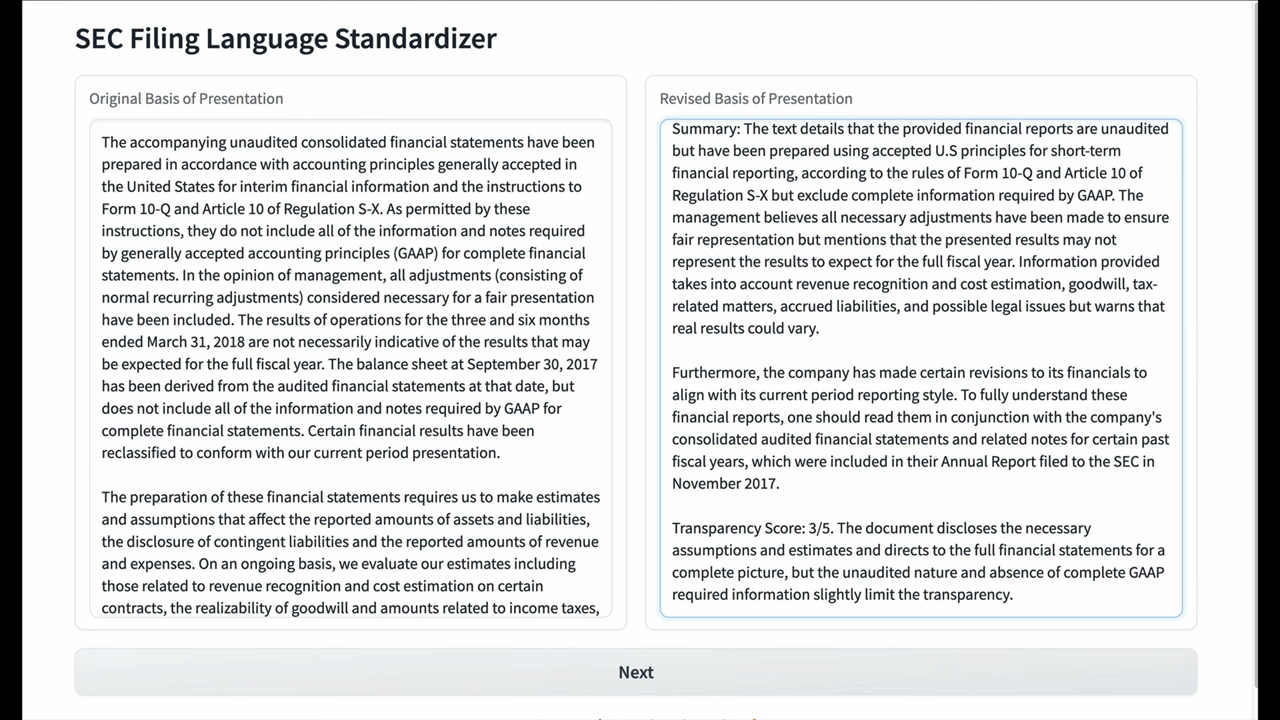 SEC Filing Language Standardizer
Original Basis of Presentation
The accompanying unaudited consolidated financial statements have been
prepared in accordance with accounting principles generally accepted in
the United States for interim financial information and the instructions to
Form 10-Q and Article 10 of Regulation S-X. As permitted by these
instructions, they do not include all of the information and notes required
by generally accepted accounting principles (GAAP) for complete financial
statements. In the opinion of management, all adjustments (consisting of
normal recurring adjustments) considered necessary for a fair presentation
have been included. The results of operations for the three and six months
ended March 31, 2018 are not necessarily indicative of the results that may
be expected for the full fiscal year. The balance sheet at September 30, 2017
has been derived from the audited financial statements at that date, but
does not include all of the information and notes required by GAAP for
complete financial statements. Certain financial results have been
reclassified to conform with our current period presentation.
The preparation of these financial statements requires us to make estimates
and assumptions that affect the reported amounts of assets and liabilities,
the disclosure of contingent liabilities and the reported amounts of revenue
and expenses. On an ongoing basis, we evaluate our estimates including
those related to revenue recognition and cost estimation on certain
contracts, the realizability of goodwill and amounts related to income taxes,
Revised Basis of Presentation
Summary: The text details that the provided financial reports are unaudited
but have been prepared using accepted U.S principles for short-term
financial reporting, according to the rules of Form 10-Q and Article 10 of
Regulation S-X but exclude complete information required by GAAP. The
management believes all necessary adjustments have been made to ensure
fair representation but mentions that the presented results may not
represent the results to expect for the full fiscal year. Information provided
takes into account revenue recognition and cost estimation, goodwill, tax-
related matters, accrued liabilities, and possible legal issues but warns that
real results could vary.
Furthermore, the company has made certain revisions to its financials to
align with its current period reporting style. To fully understand these
financial reports, one should read them in conjunction with the company's
consolidated audited financial statements and related notes for certain past
fiscal years, which were included in their Annual Report filed to the SEC in
November 2017.
Transparency Score: 3/5. The document discloses the necessary
assumptions and estimates and directs to the full financial statements for a
complete picture, but the unaudited nature and absence of complete GAAP
required information slightly limit the transparency.
Next